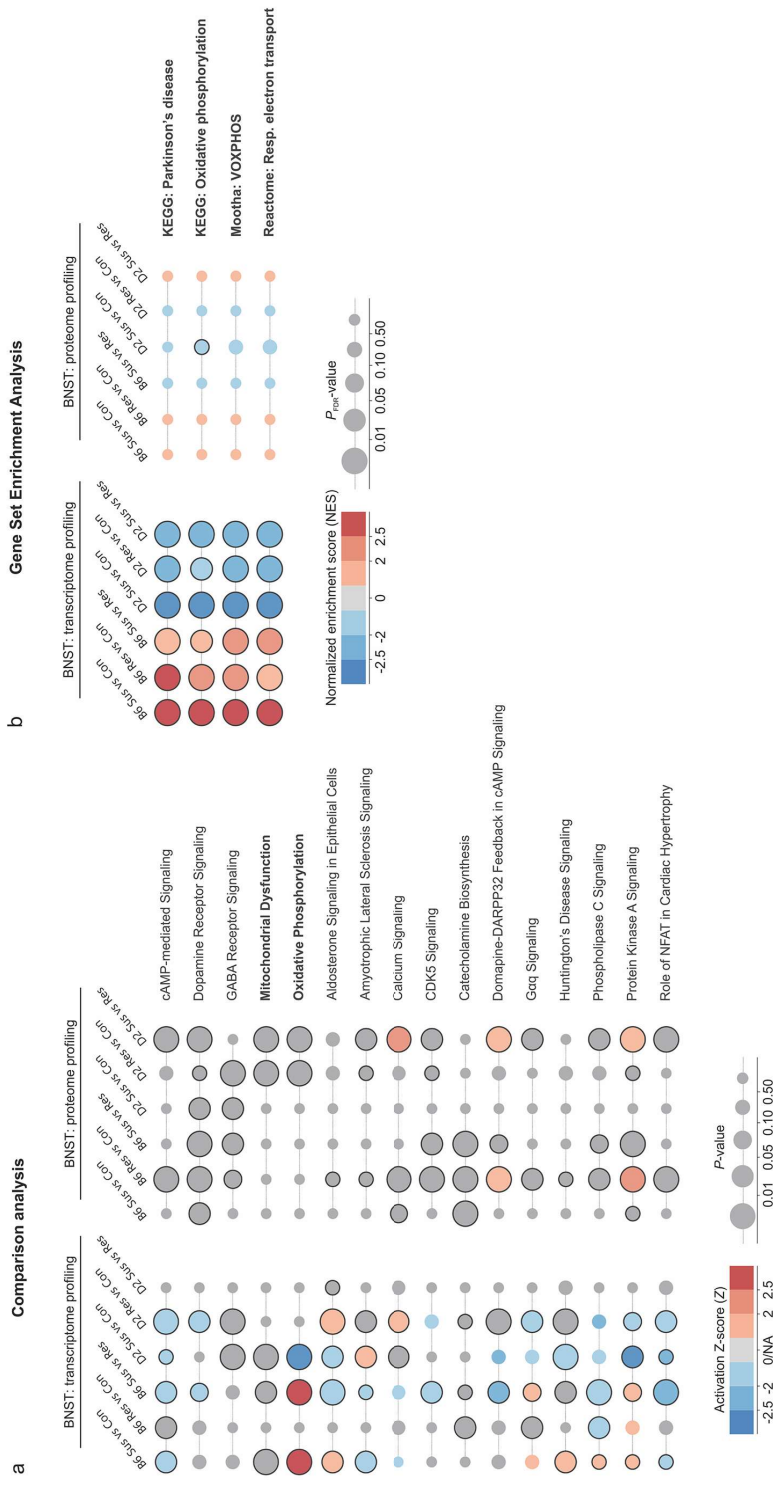 a
Comparison analysis
BNST: transcriptome profiling
BNST: proteome profiling
B6 Sus vs Con
B6 Res vs Con
B6 Sus vs Res
D2 Sus vs Con
D2 Res vs Con
D2 Sus vs Res
B6 Sus vs Con
B6 Res vs Con
B6 Sus vs Res
D2 Sus vs Con
D2 Res vs Con
D2 Sus vs Res
cAMP-mediated Signaling
Dopamine Receptor Signaling
GABA Receptor Signaling
Mitochondrial Dysfunction
Oxidative Phosphorylation
Aldosterone Signaling in Epithelial Cells
Amyotrophic Lateral Sclerosis Signaling
Calcium Signaling
CDK5 Signaling
Catecholamine Biosynthesis
Domapine-DARPP32 Feedback in cAMP Signaling
Gαq Signaling
Huntington's Disease Signaling
Phospholipase C Signaling
Protein Kinase A Signaling
Role of NFAT in Cardiac Hypertrophy
Activation Z-score (Z)
-2.5 -2 0/NA 2 2.5
P-value
0.01 0.05 0.10 0.50
b
Gene Set Enrichment Analysis
BNST: transcriptome profiling
BNST: proteome profiling
B6 Sus vs Con
B6 Res vs Con
B6 Sus vs Res
D2 Sus vs Con
D2 Res vs Con
D2 Sus vs Res
B6 Sus vs Con
B6 Res vs Con
B6 Sus vs Res
D2 Sus vs Con
D2 Res vs Con
D2 Sus vs Res
KEGG: Parkinson's disease
KEGG: Oxidative phosphorylation
Mootha: VOXPHOS
Reactome: Resp. electron transport
Normalized enrichment score (NES)
-2.5 -2 0 2 2.5
PFDR-value
0.01 0.05 0.10 0.50